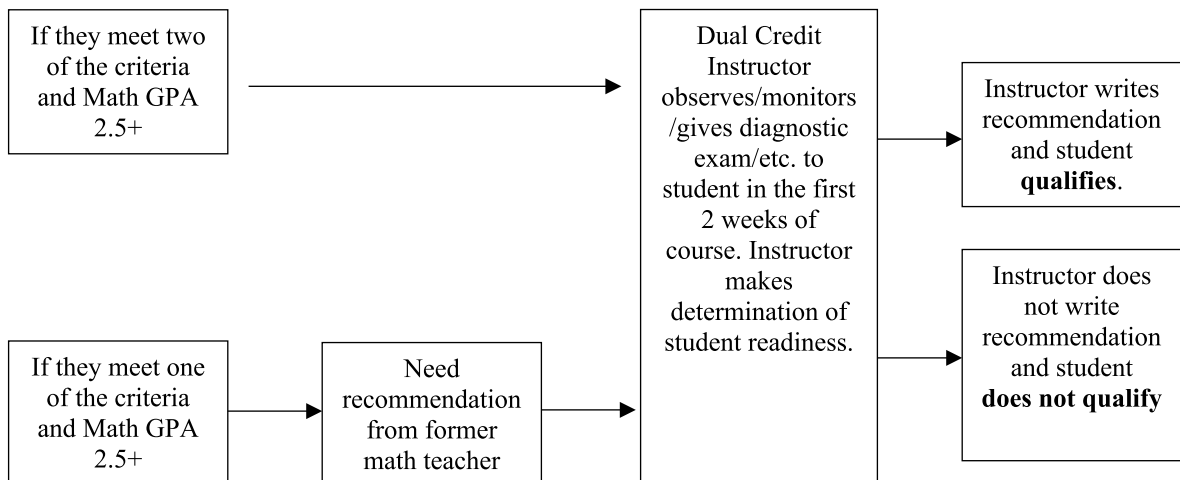 If they meet two
of the criteria
and Math GPA
2.5+
Dual Credit
Instructor
observes/monitors
/gives diagnostic
exam/etc. to
student in the first
2 weeks of
course. Instructor
makes
determination of
student readiness.
Instructor writes
recommendation
and student
qualifies.
Instructor does
not write
recommendation
and student
does not qualify
If they meet one
of the criteria
and Math GPA
2.5+
Need
recommendation
from former
math teacher